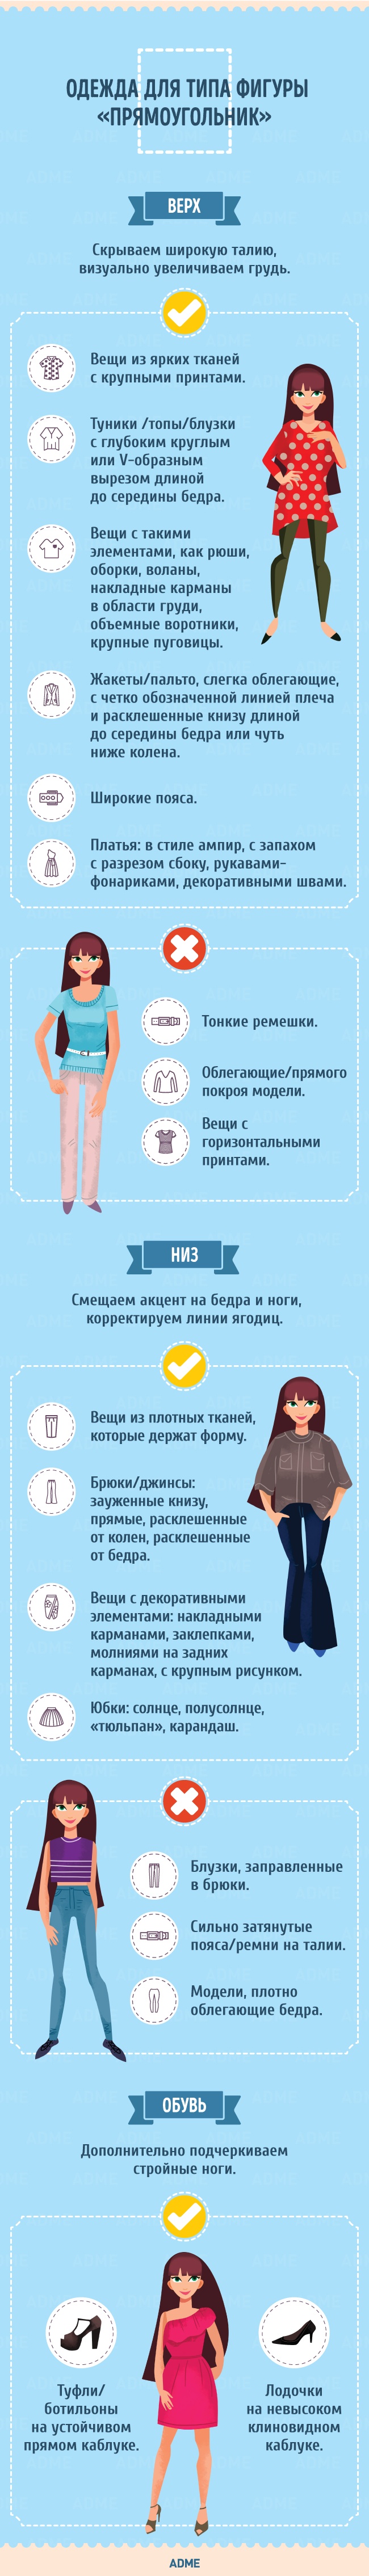 ОДЕЖДА ДЛЯ ТИПА ФИГУРЫ
«ПРЯМОУГОЛЬНИК»
ВЕРХ
Скрываем широкую талию,
визуально увеличиваем грудь.
Вещи из ярких тканей
с крупными принтами.
Туники /топы/блузки
с глубоким круглым
или V-образным
вырезом длиной
до середины бедра.
Вещи с такими
элементами, как рюши,
оборки, воланы,
накладные карманы
в области груди,
объемные воротники,
крупные пуговицы.
Жакеты/пальто, слегка облегающие,
с четко обозначенной линией плеча
и расклешенные книзу длиной
до середины бедра или чуть
ниже колена.
Широкие пояса.
Платья: в стиле ампир, с запахом
с разрезом сбоку, рукавами-
фонариками, декоративными швами.
Тонкие ремешки.
Облегающие/прямого
покроя модели.
Вещи с
горизонтальными
принтами.
НИЗ
Смещаем акцент на бедра и ноги,
корректируем линии ягодиц.
Вещи из плотных тканей,
которые держат форму.
Брюки/джинсы:
зауженные книзу,
прямые, расклешенные
от колен, расклешенные
от бедра.
Вещи с декоративными
элементами: накладными
карманами, заклепками,
молниями на задних
карманах, с крупным рисунком.
Юбки: солнце, полусолнце,
«тюльпан», карандаш.
Блузки, заправленные
в брюки.
Сильно затянутые
пояса/ремни на талии.
Модели, плотно
облегающие бедра.
ОБУВЬ
Дополнительно подчеркиваем
стройные ноги.
Туфли/
ботильоны
на устойчивом
прямом каблуке.
Лодочки
на невысоком
клиновидном
каблуке.
ADME